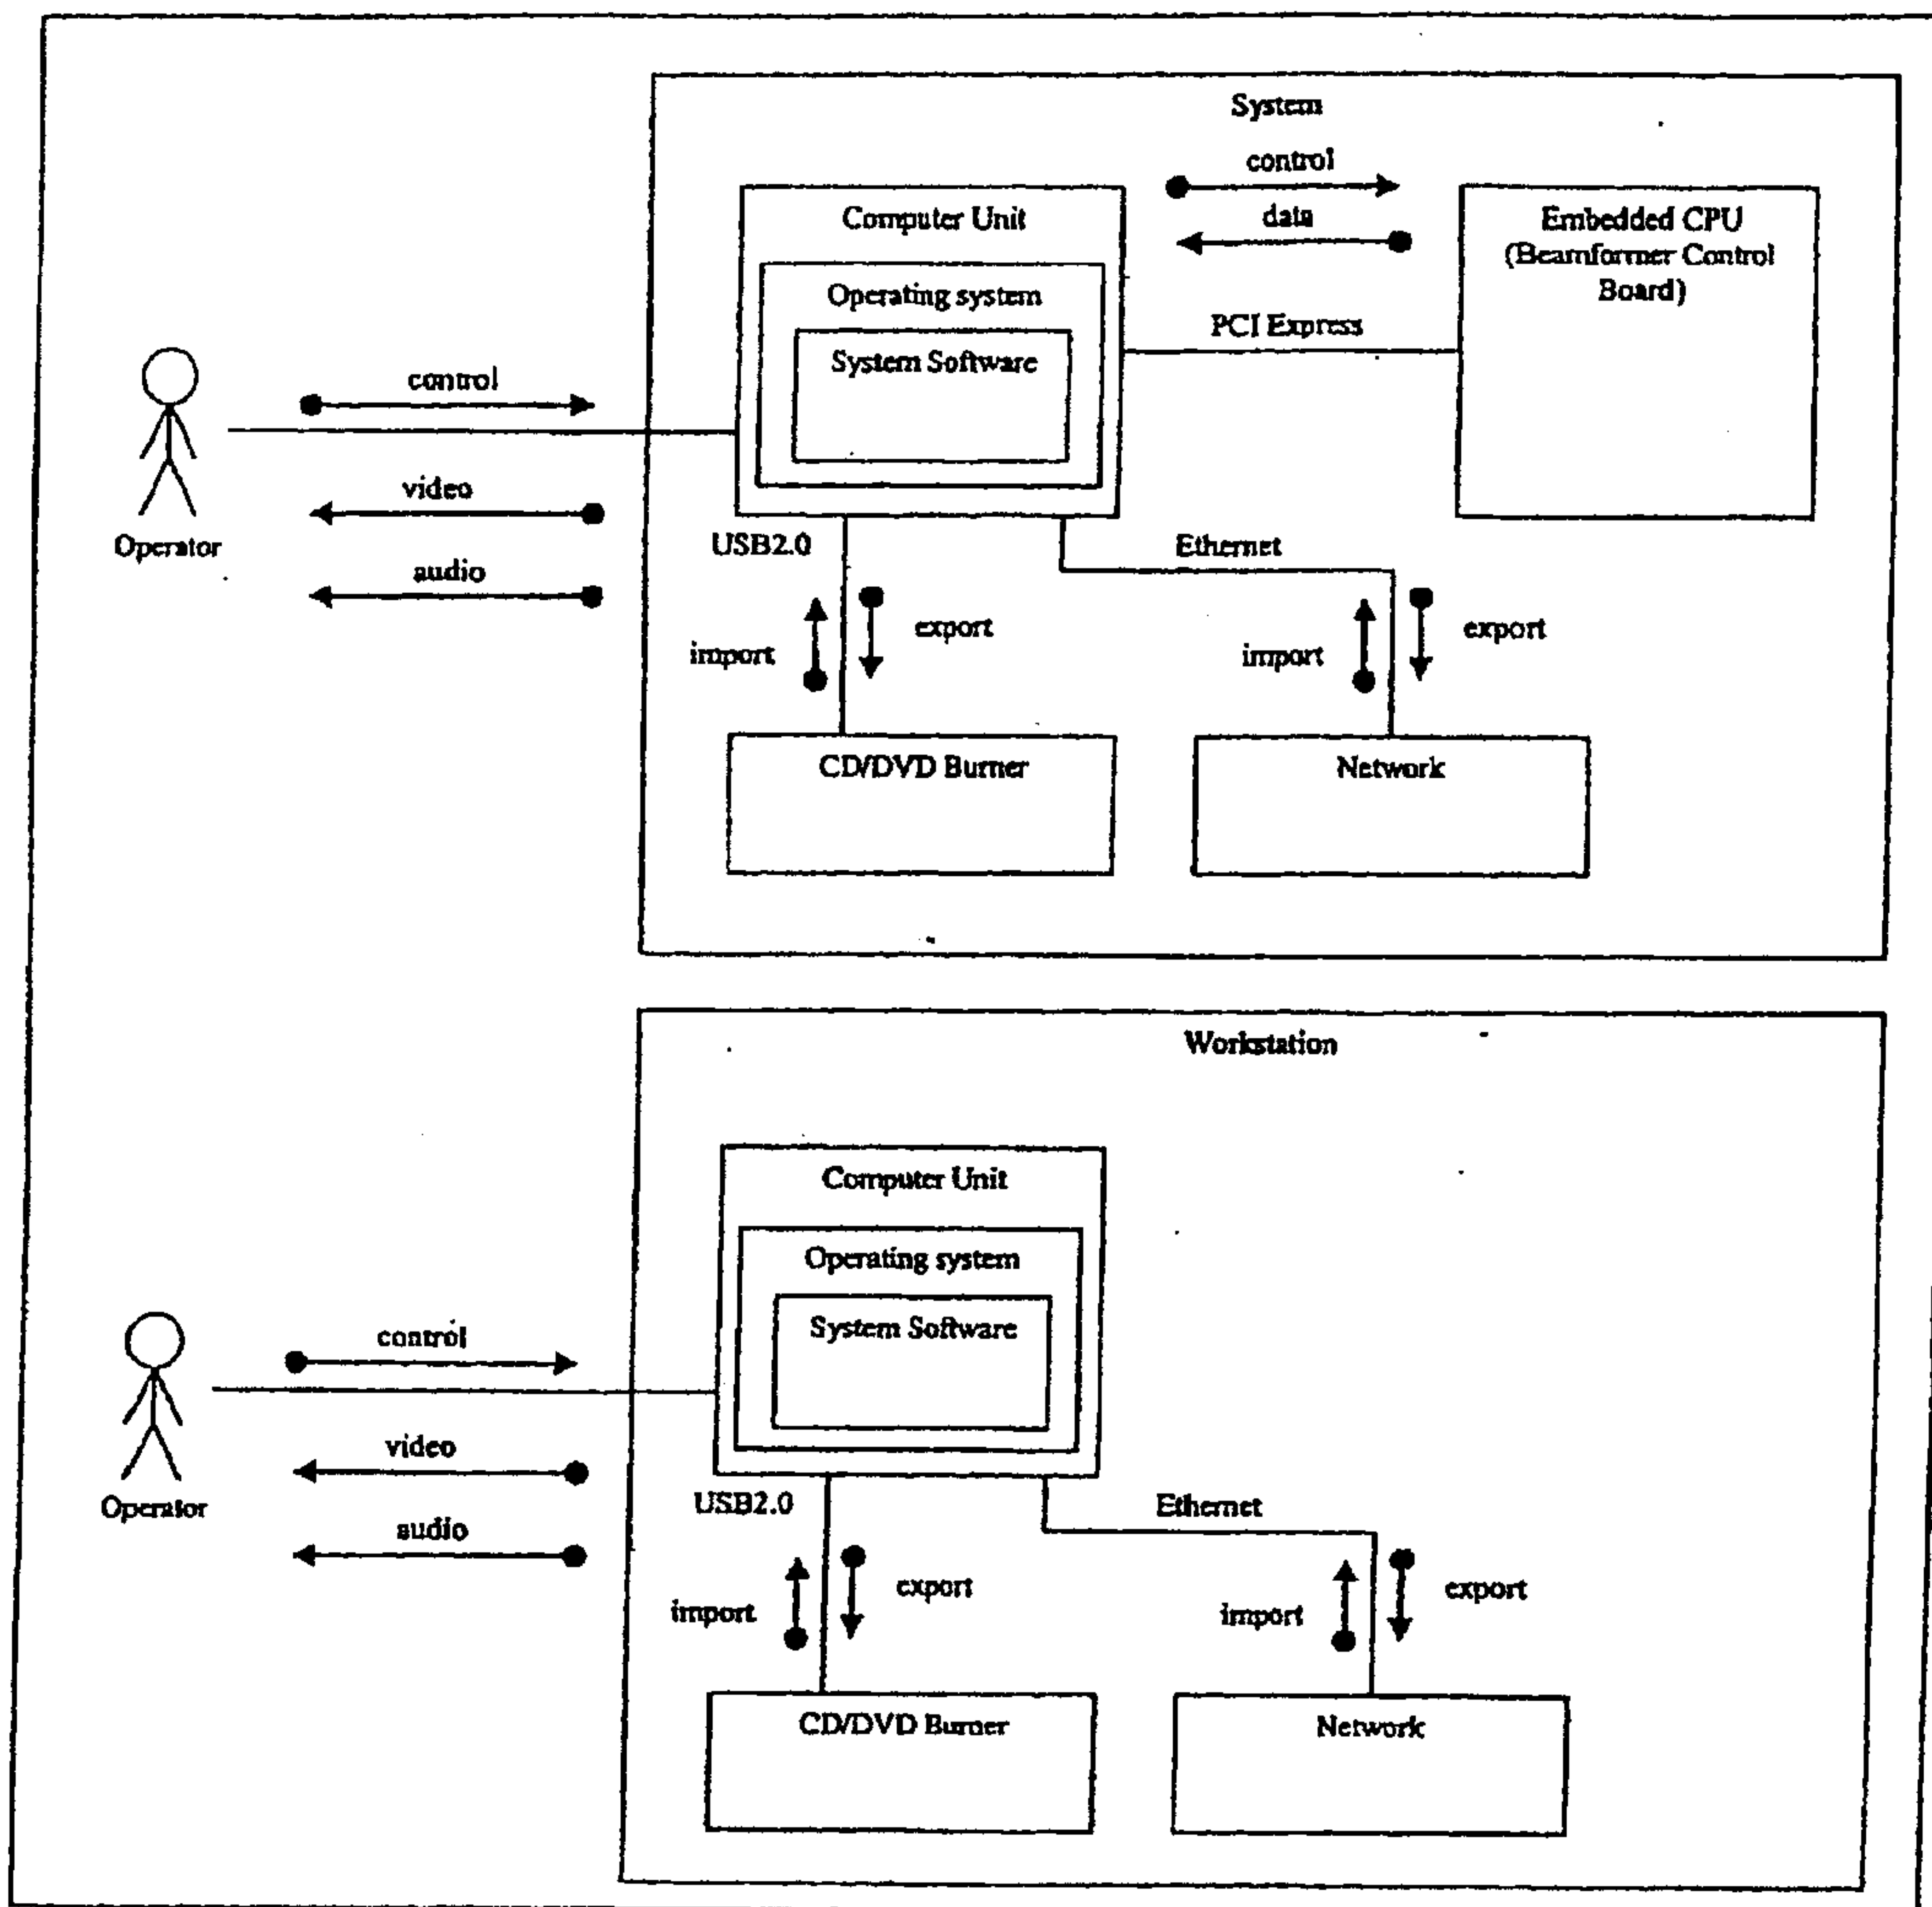 System
control
data
Computer Unit
Embedded CPU
(Beamformer Control
Board)
Operating system
PCI Express
System Software
control
video
Operator
audio
USB2.0
Ethernet
import
export
import
export
CD/DVD Burner
Network
Workstation
Computer Unit
Operating system
System Software
control
video
Operator
audio
USB2.0
Ethernet
import
export
import
export
CD/DVD Burner
Network